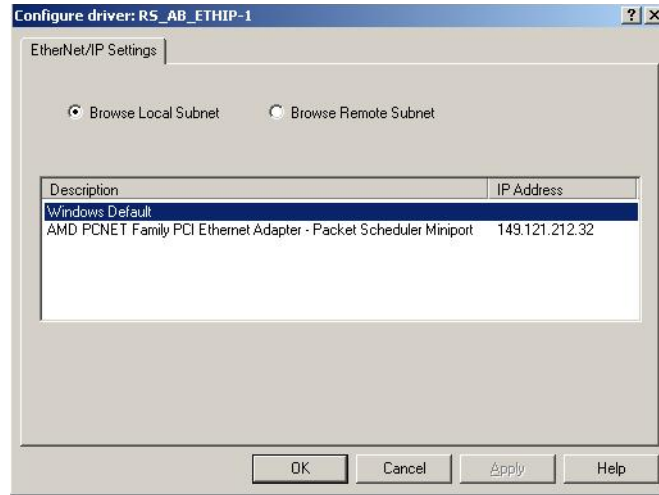 Configure driver: RS_AB_ETHIP-1
? X
EtherNet/IP Settings
Browse Local Subnet Browse Remote Subnet
Description IP Address
Windows Default
AMD PCNET Family PCI Ethernet Adapter - Packet Scheduler Miniport 149.121.212.32
OK Cancel Apply Help